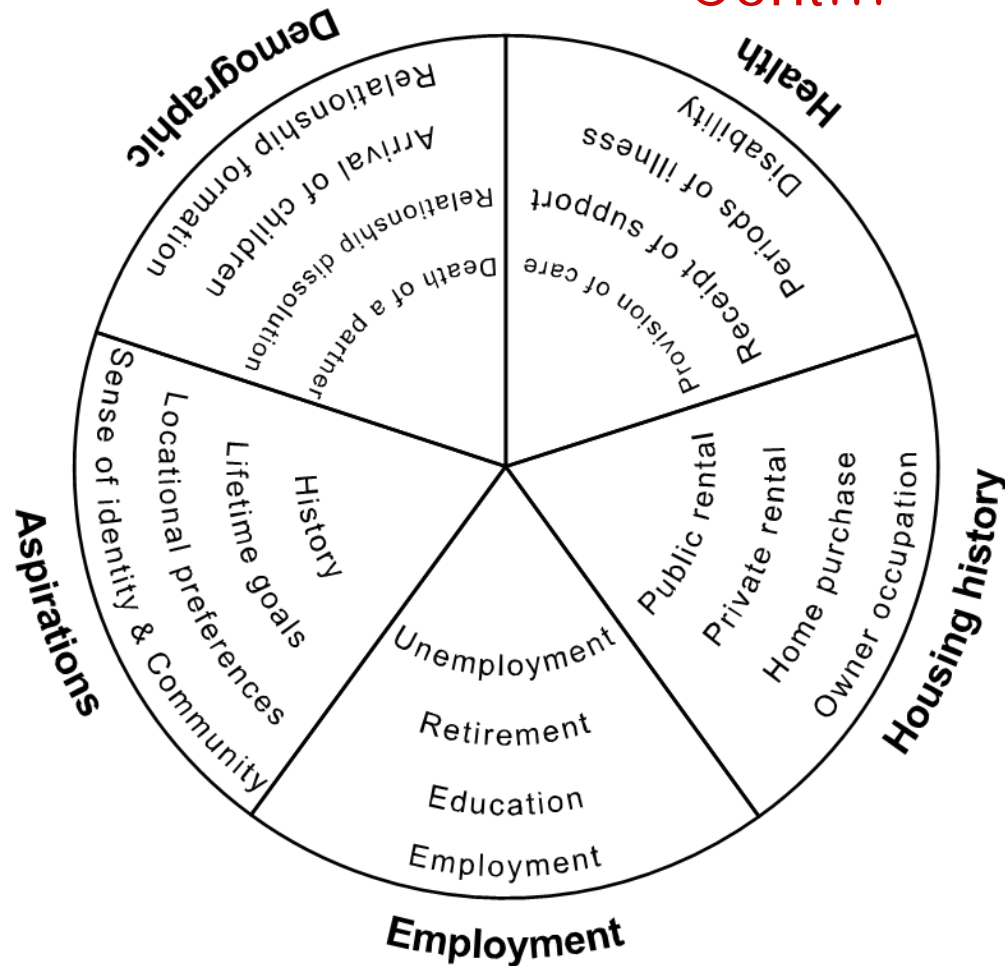 Demographic
Relationship formation
Arrival of children
Relationship dissolution
Death of a partner
Health
Disability
Periods of illness
Receipt of support
Provision of care
Housing history
Public rental
Private rental
Home purchase
Owner occupation
Employment
Unemployment
Retirement
Education
Employment
Aspirations
Sense of identity & Community
Locational preferences
Lifetime goals
History